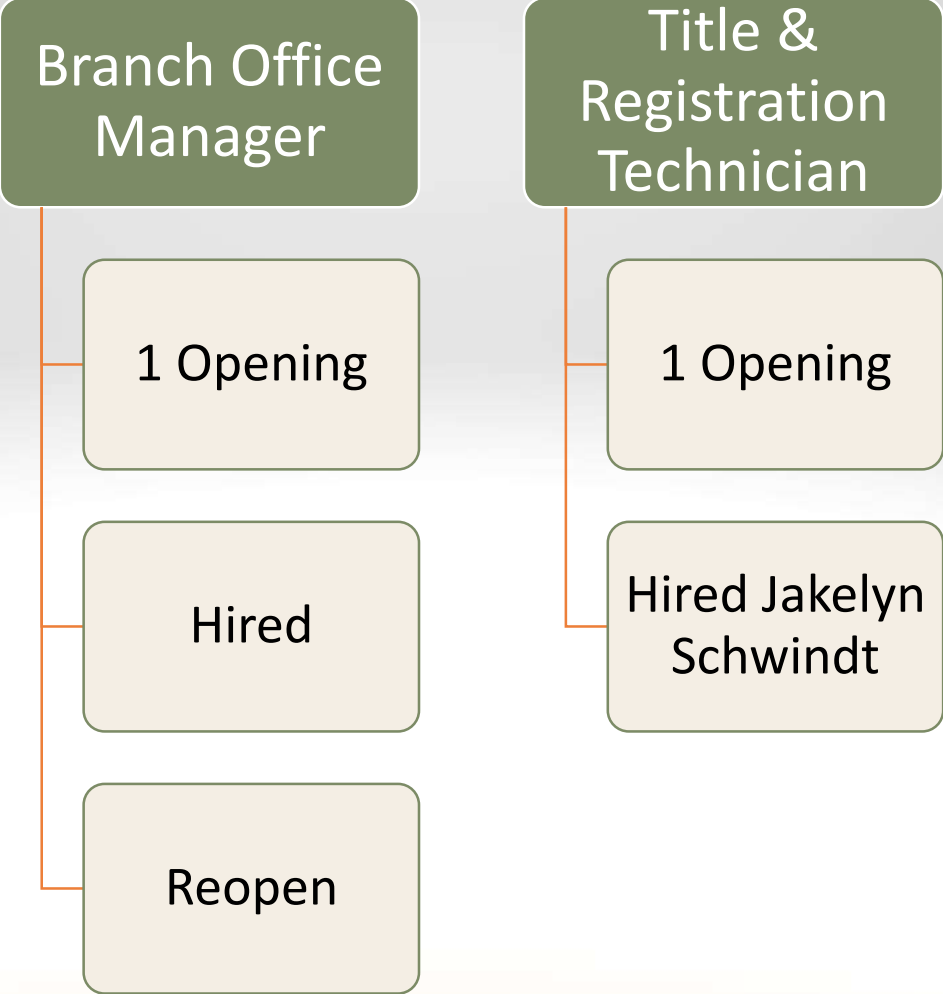 Branch Office
Manager
1 Opening
Hired
Reopen
Title &
Registration
Technician
1 Opening
Hired Jakelyn
Schwindt